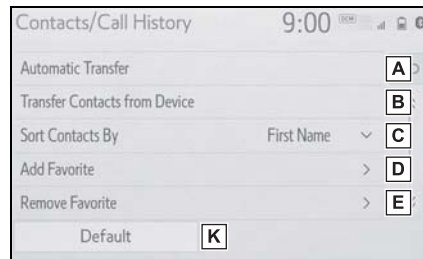 Contacts/Call History 9:00
Automatic Transfer A
Transfer Contacts from Device B
Sort Contacts By First Name C
Add Favorite D
Remove Favorite E
Default K